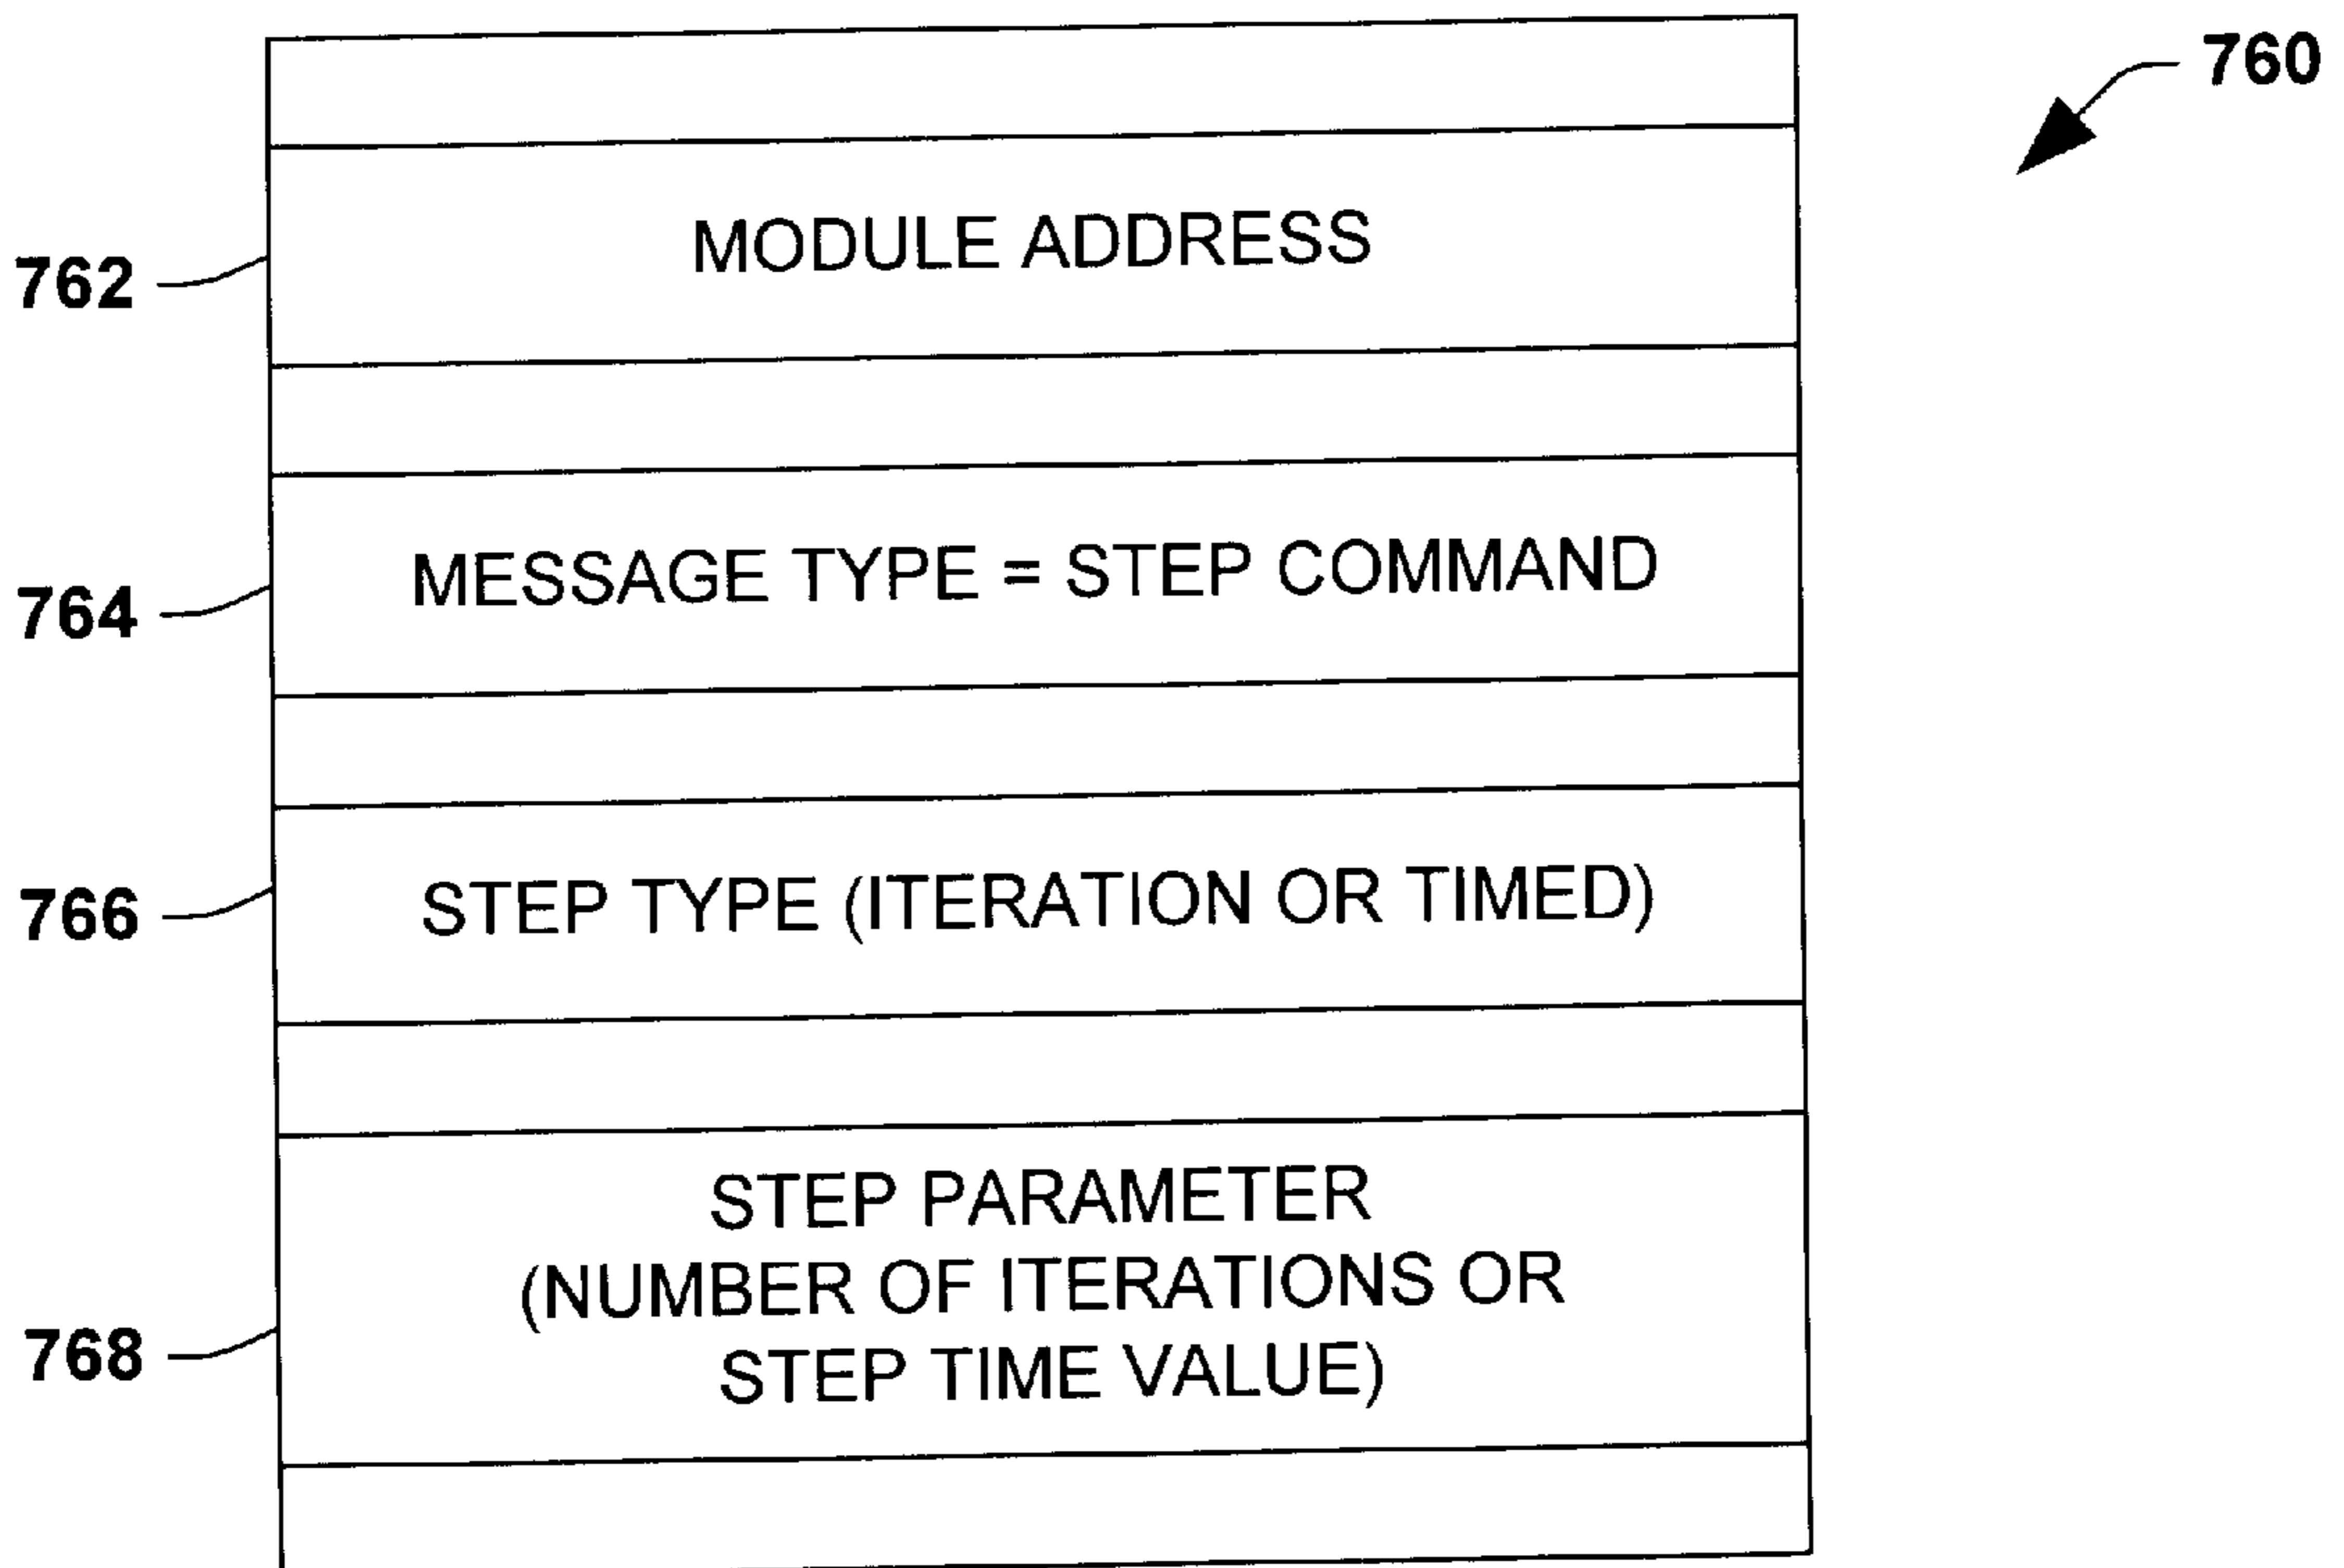 760
MODULE ADDRESS
762
MESSAGE TYPE = STEP COMMAND
764
STEP TYPE (ITERATION OR TIMED)
766
STEP PARAMETER
(NUMBER OF ITERATIONS OR
STEP TIME VALUE)
768